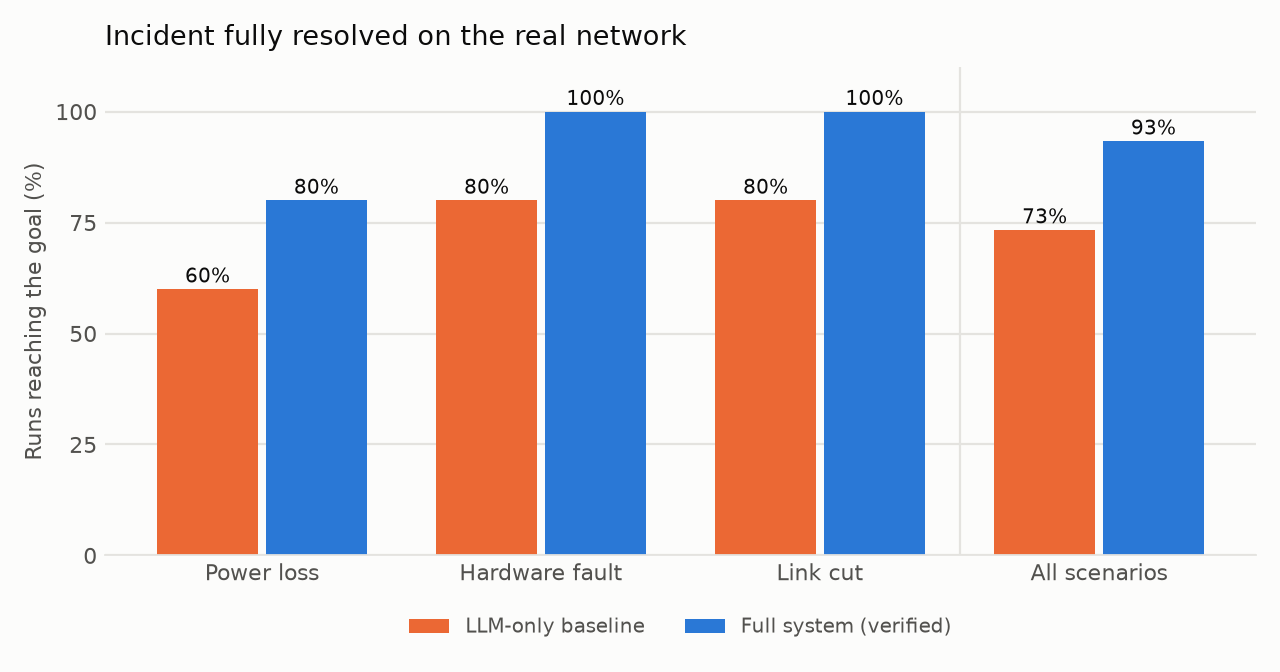 Incident fully resolved on the real network
Runs reaching the goal (%)
100
75
50
25
0
60%
80%
80%
100%
80%
100%
73%
93%
Power loss
Hardware fault
Link cut
All scenarios
LLM-only baseline
Full system (verified)